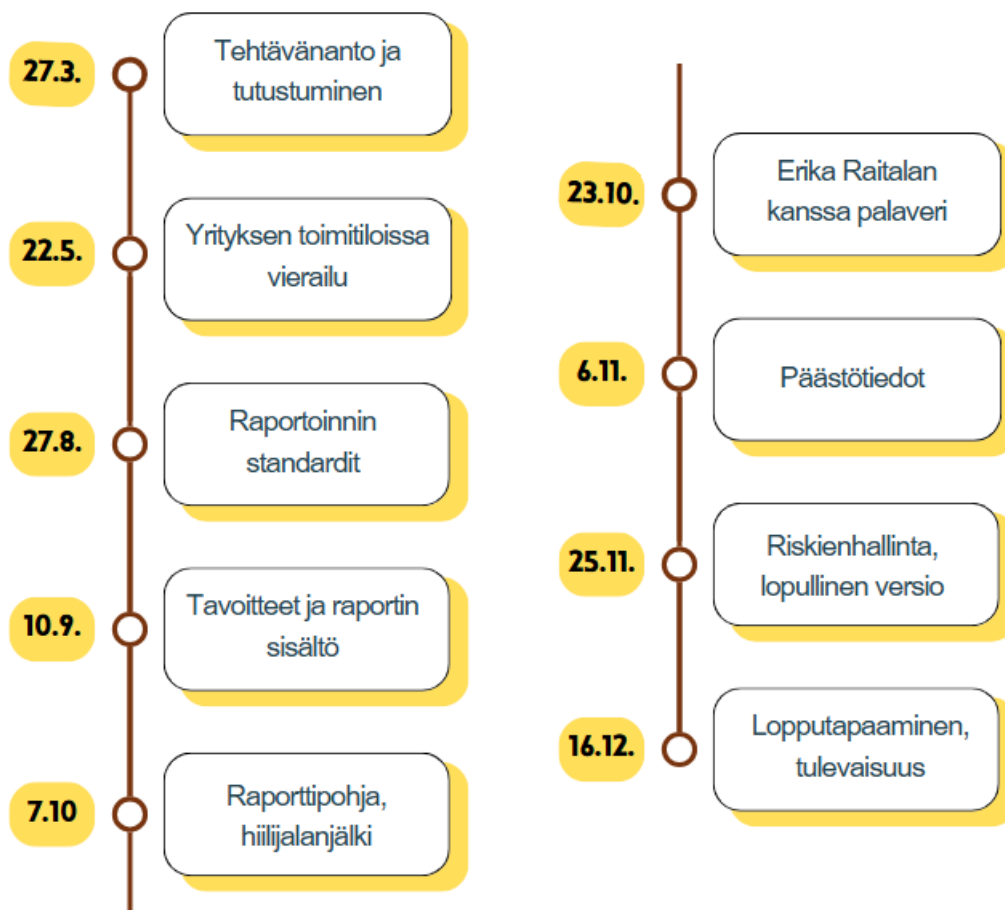 27.3.
Tehtävänanto ja
tutustuminen
22.5.
Yrityksen toimitiloissa
vierailu
27.8.
Raportoinnin
standardit
10.9.
Tavoitteet ja raportin
sisältö
7.10
Raporttipohja,
hiilijalanjälki
23.10.
Erika Raitalan
kanssa palaveri
6.11.
Päästötiedot
25.11.
Riskienhallinta,
lopullinen versio
16.12.
Lopputapaaminen,
tulevaisuus